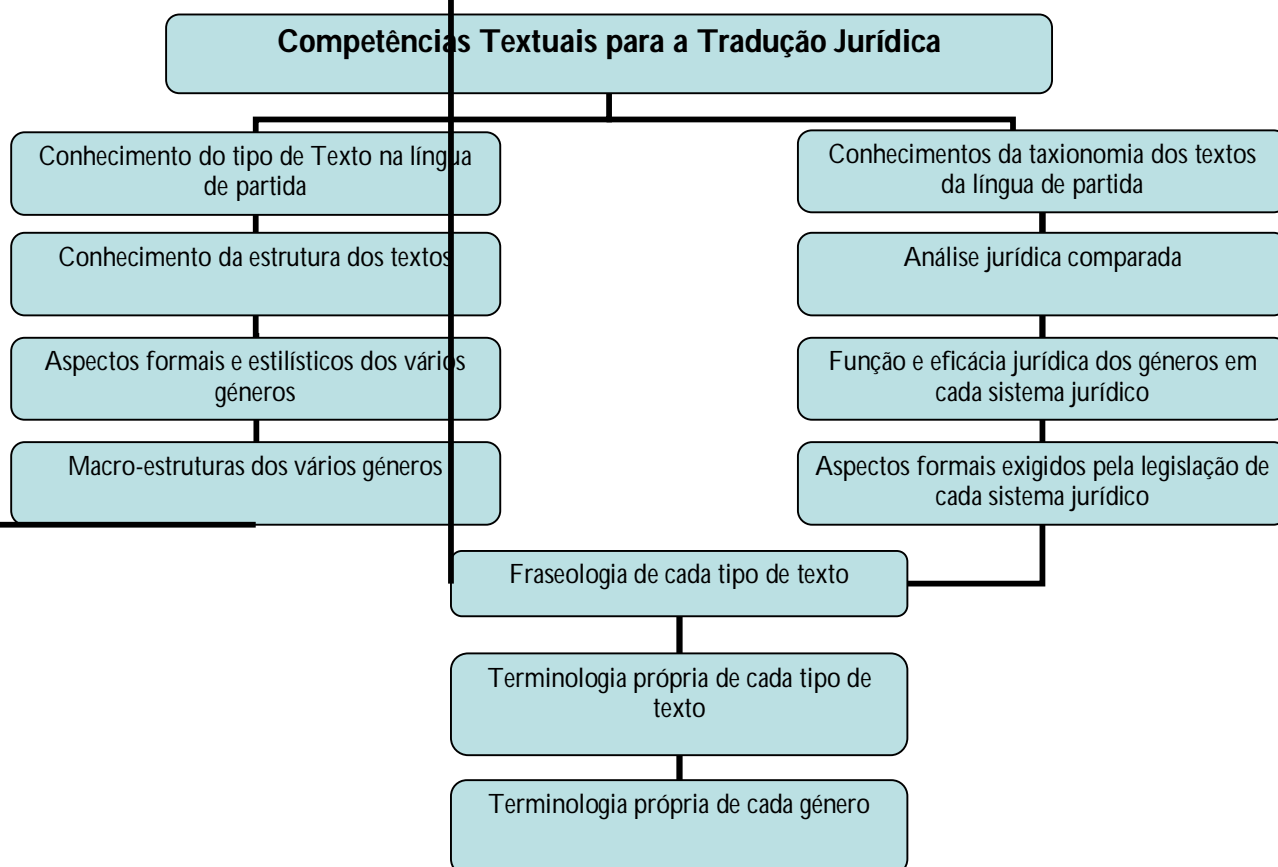 Competências Textuais para a Tradução Jurídica
Conhecimento do tipo de Texto na língua
de partida
Conhecimento da estrutura dos textos
Aspectos formais e estilísticos dos vários
géneros
Macro-estruturas dos vários géneros
Conhecimentos da taxionomia dos textos
da língua de partida
Análise jurídica comparada
Função e eficácia jurídica dos géneros em
cada sistema jurídico
Aspectos formais exigidos pela legislação de
cada sistema jurídico
Fraseologia de cada tipo de texto
Terminologia própria de cada tipo de
texto
Terminologia própria de cada género